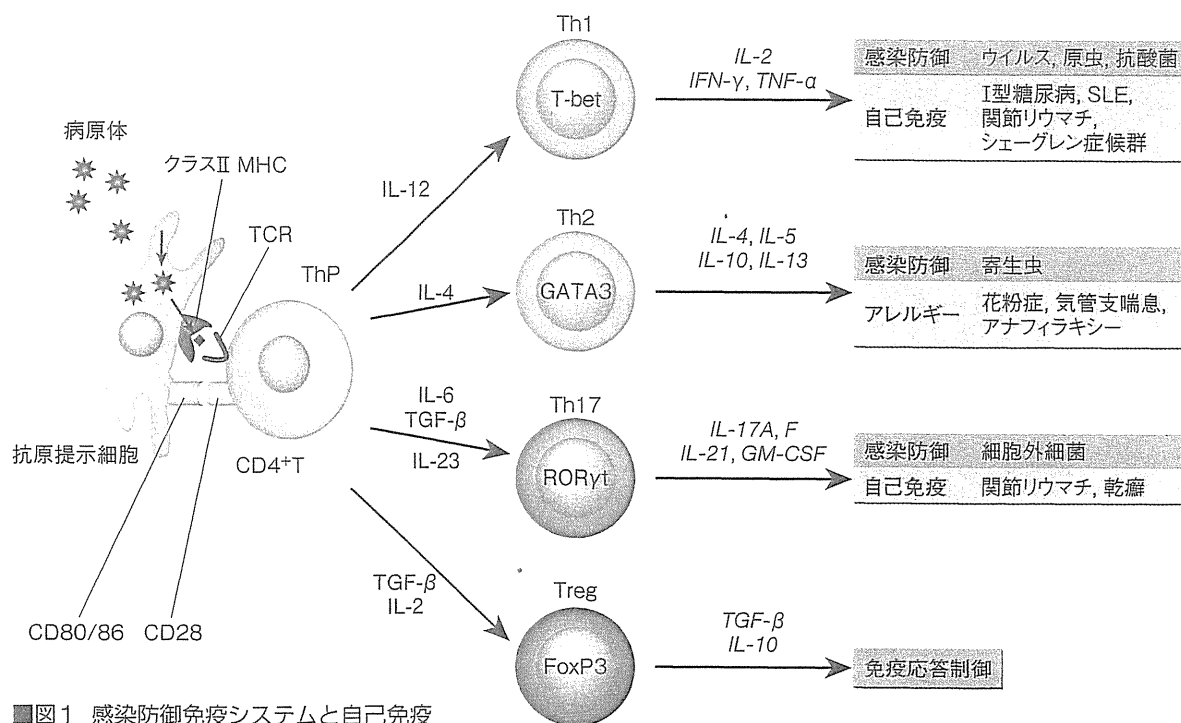 病原体
クラスⅡ MHC
TCR
ThP
抗原提示細胞
CD4⁺T
CD80/86
CD28
IL-12
Th1
T-bet
IL-2
IFN-γ, TNF-α
感染防御 ウイルス, 原虫, 抗酸菌
自己免疫 Ⅰ型糖尿病, SLE,
関節リウマチ,
シェーグレン症候群
IL-4
Th2
GATA3
IL-4, IL-5
IL-10, IL-13
感染防御 寄生虫
アレルギー 花粉症, 気管支喘息,
アナフィラキシー
IL-6
TGF-β
IL-23
Th17
RORγt
IL-17A, F
IL-21, GM-CSF
感染防御 細胞外細菌
自己免疫 関節リウマチ, 乾癬
TGF-β
IL-2
Treg
FoxP3
TGF-β
IL-10
免疫応答制御
■図1 感染防御免疫システムと自己免疫